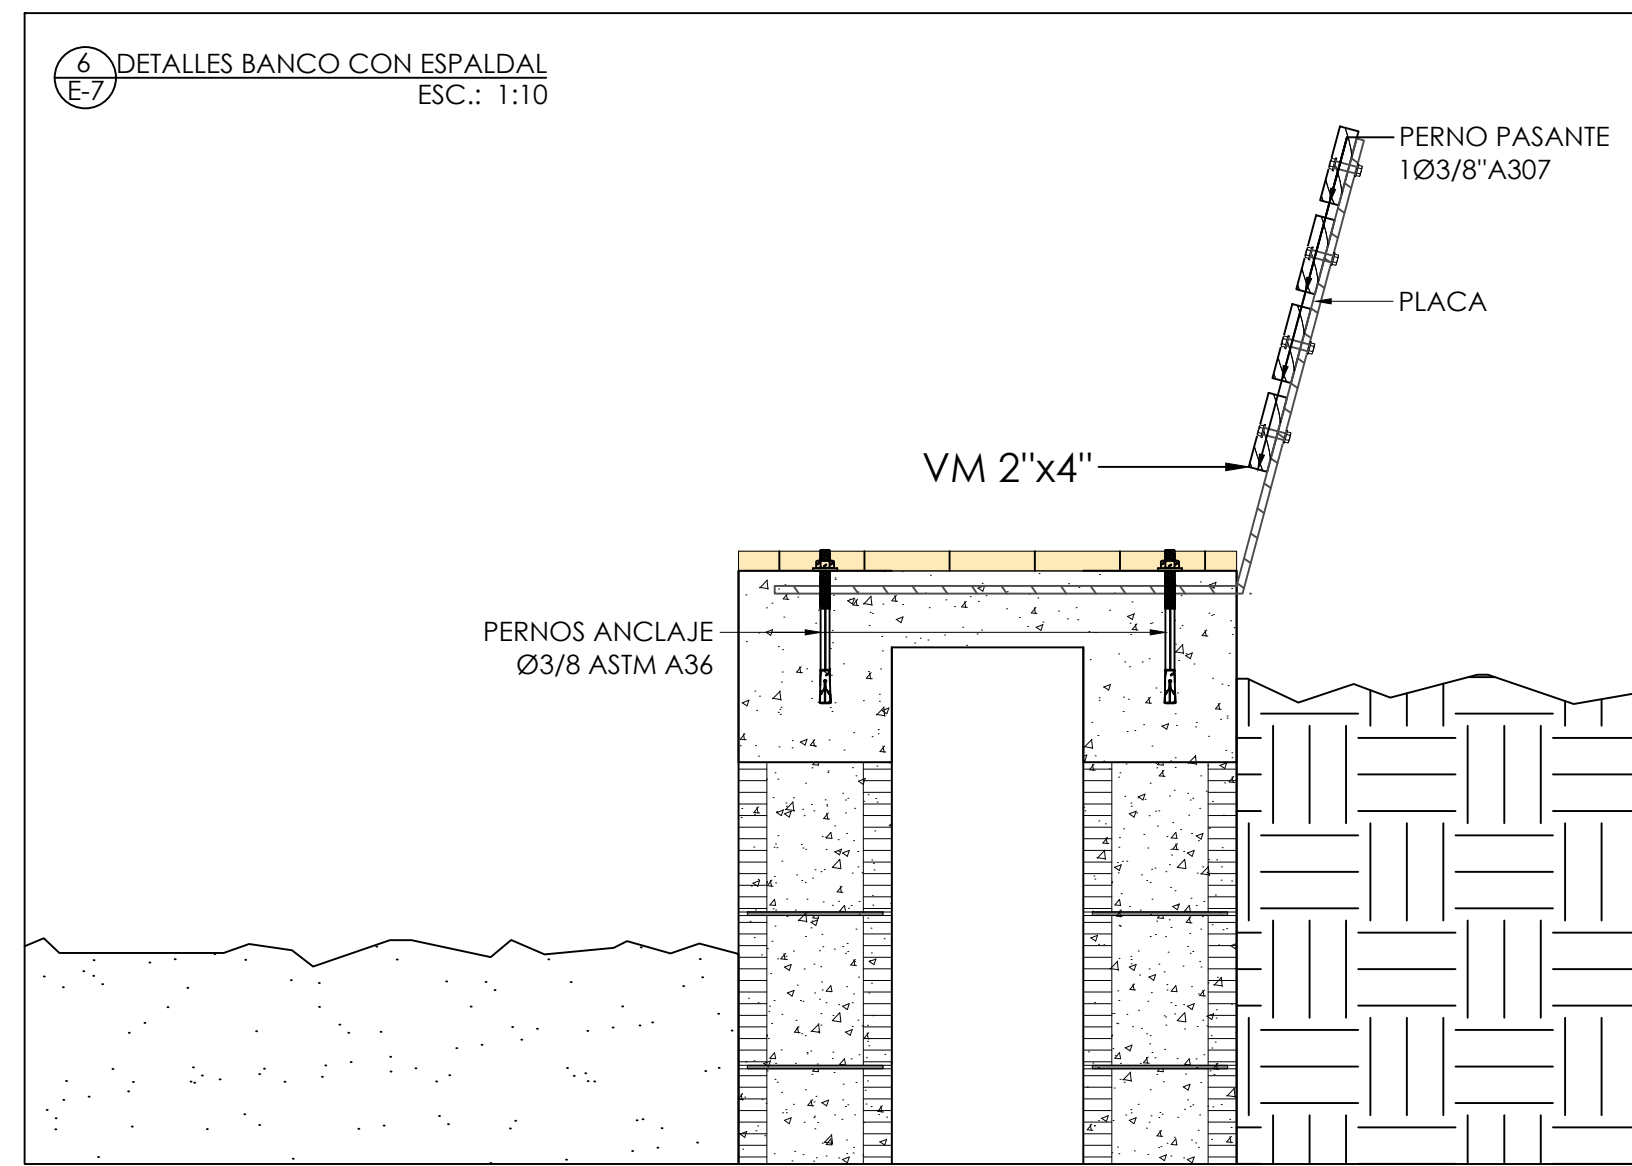 6
E-7
DETALLES BANCO CON ESPALDAL
ESC.: 1:10
PERNO PASANTE
1Ø3/8"A307
PLACA
VM 2"x4"
PERNOS ANCLAJE
Ø3/8 ASTM A36